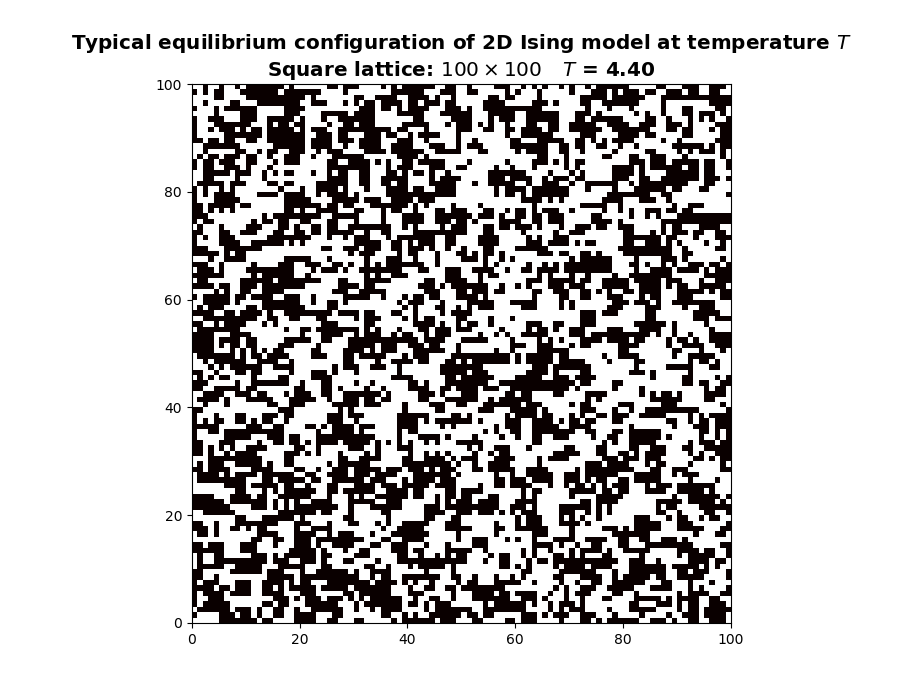 Typical equilibrium configuration of 2D Ising model at temperature T
Square lattice: 100 × 100 T = 4.40
100
80
60
40
20
0
0 20 40 60 80 100